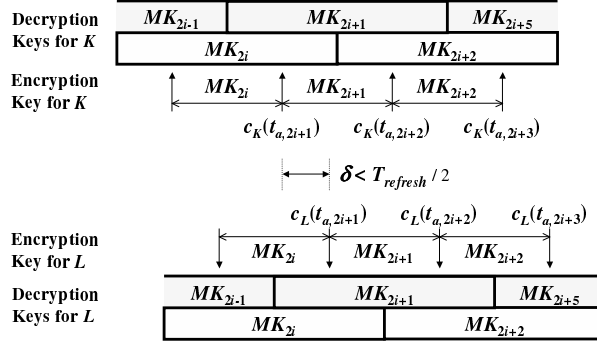 Decryption Keys for K
MK2i-1 MK2i+1 MK2i+5
MK2i MK2i+2
Encryption Key for K
MK2i MK2i+1 MK2i+2
cK(ta,2i+1) cK(ta,2i+2) cK(ta,2i+3)
δ < Trefresh / 2
cL(ta,2i+1) cL(ta,2i+2) cL(ta,2i+3)
Encryption Key for L
MK2i MK2i+1 MK2i+2
Decryption Keys for L
MK2i-1 MK2i+1 MK2i+5
MK2i MK2i+2